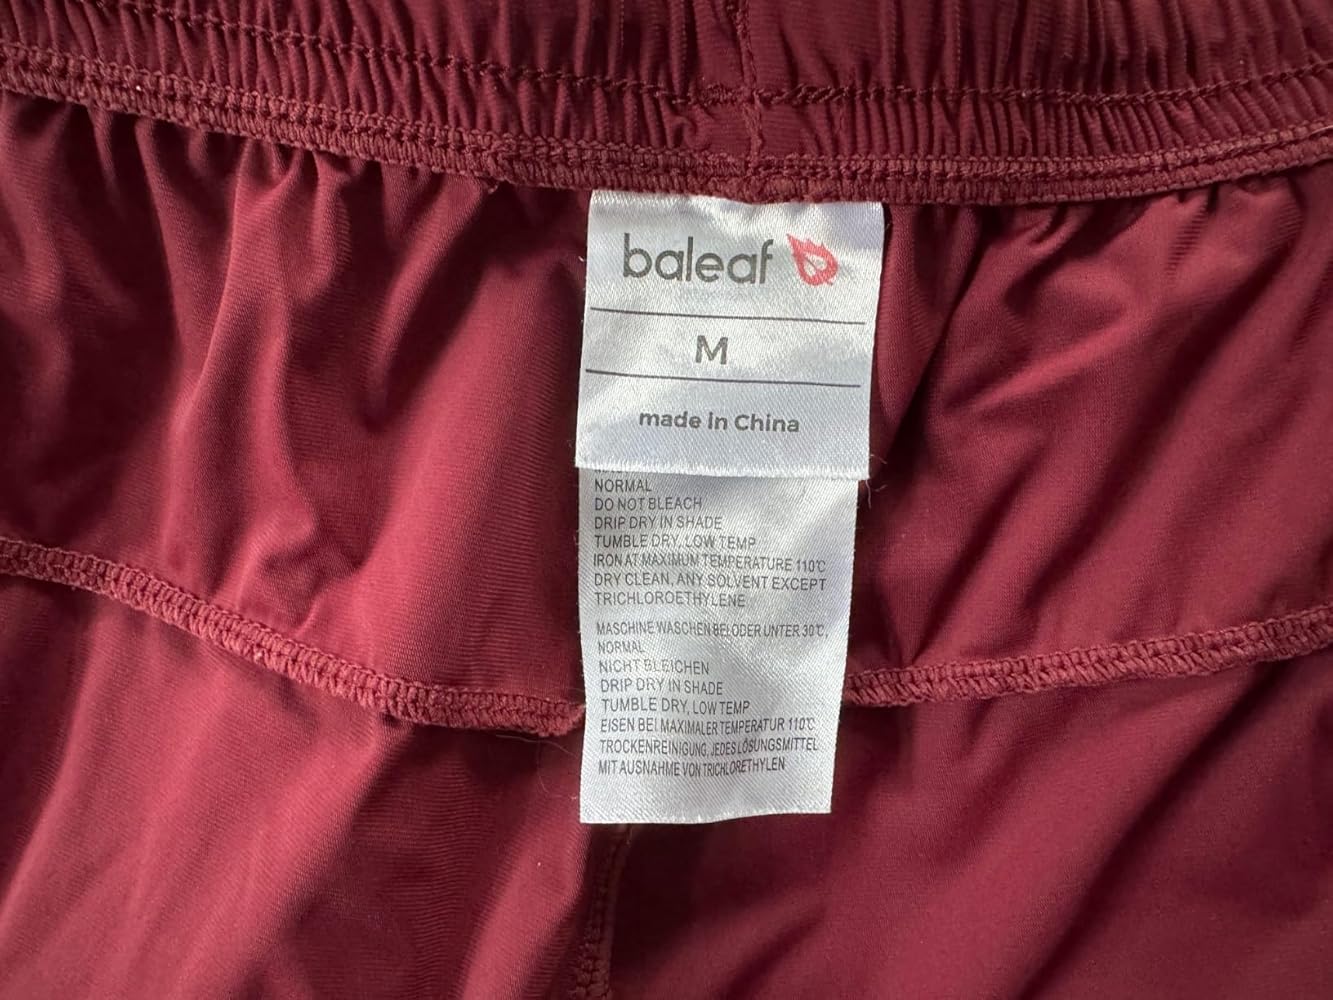 baleaf
M
made in China
NORMAL
DO NOT BLEACH
DRIP DRY IN SHADE
TUMBLE DRY, LOW TEMP
IRON AT MAXIMUM TEMPERATURE 110℃
DRY CLEAN, ANY SOLVENT EXCEPT
TRICHLOROETHYLENE
MASCHINE WASCHEN BEI ODER UNTER 30℃,
NORMAL
NICHT BLEICHEN
DRIP DRY IN SHADE
TUMBLE DRY, LOW TEMP
EISEN BEI MAXIMALER TEMPERATUR 110℃
TROCKENREINIGUNG, JEDES LÖSUNGSMITTEL
MIT AUSNAHME VON TRICHLORETHYLEN